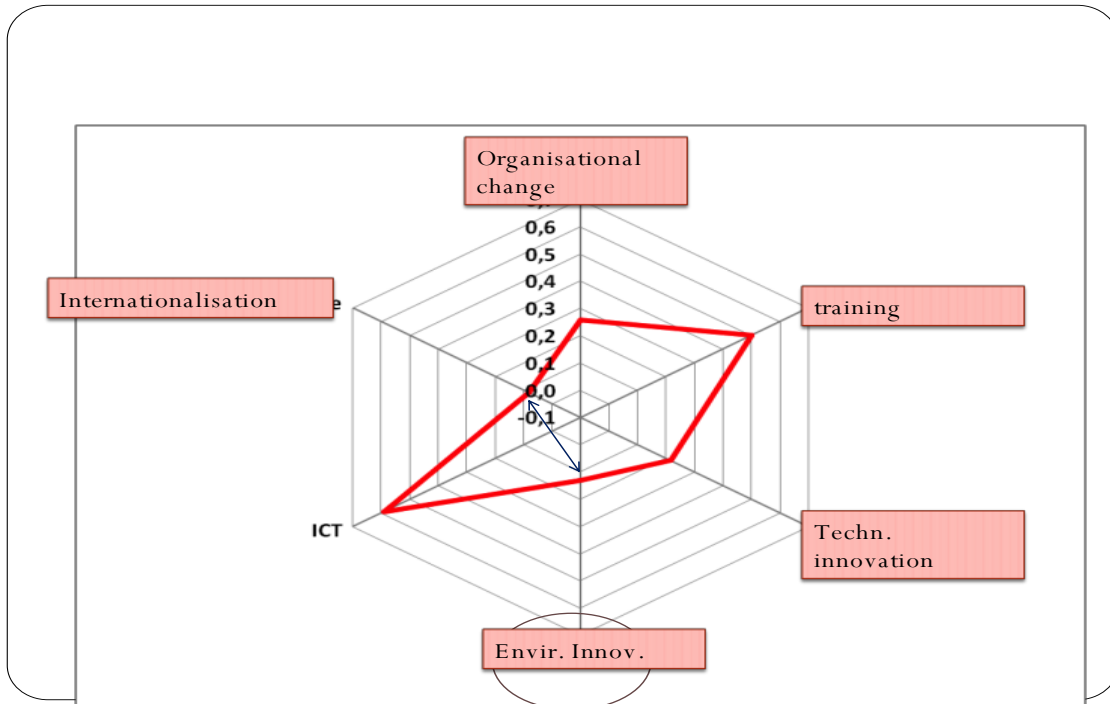 Organisational
change
0,6
0,5
0,4
0,3
0,2
0,1
0,0
-0,1
Internationalisation
e
training
ICT
Techn.
innovation
Envir. Innov.